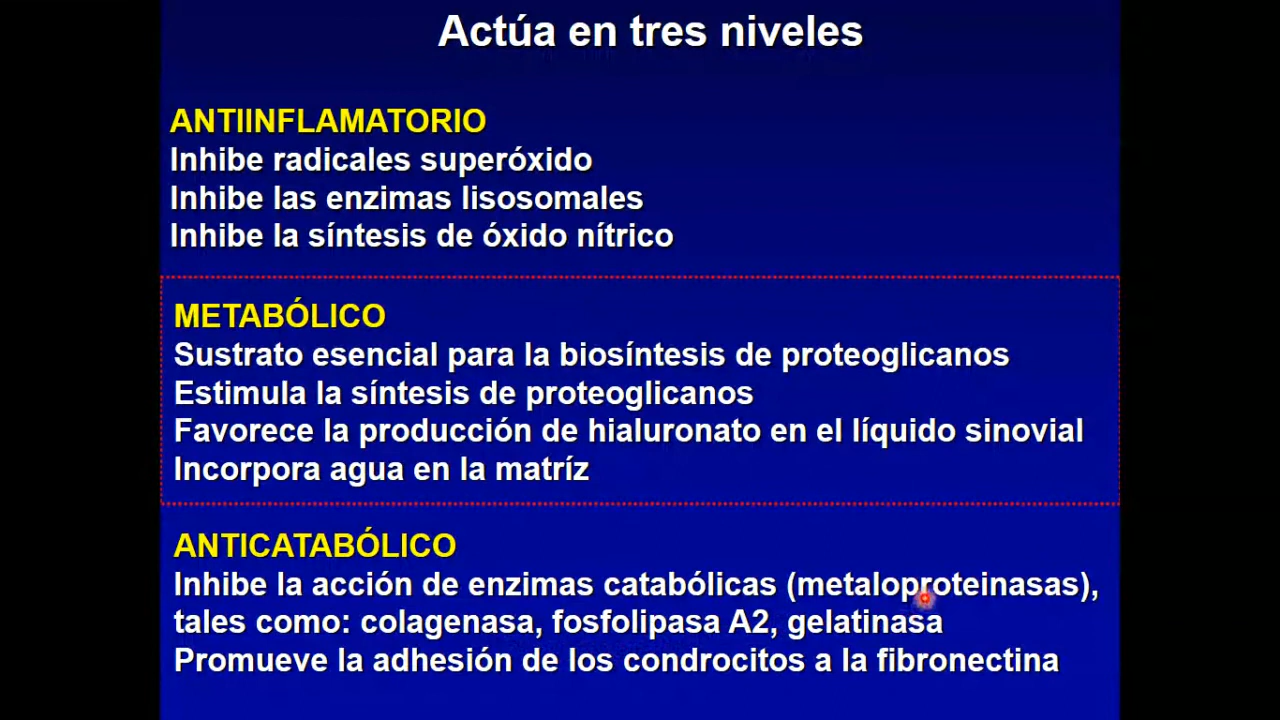 Actúa en tres niveles
ANTIINFLAMATORIO
Inhibe radicales superóxido
Inhibe las enzimas lisosomales
Inhibe la síntesis de óxido nítrico
METABÓLICO
Sustrato esencial para la biosíntesis de proteoglicanos
Estimula la síntesis de proteoglicanos
Favorece la producción de hialuronato en el líquido sinovial
Incorpora agua en la matríz
ANTICATABÓLICO
Inhibe la acción de enzimas catabólicas (metaloproteinasas),
tales como: colagenasa, fosfolipasa A2, gelatinasa
Promueve la adhesión de los condrocitos a la fibronectina